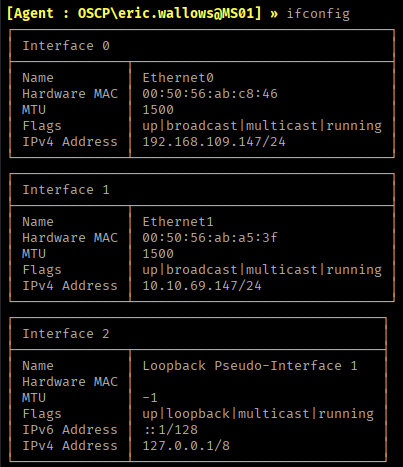 [Agent : OSCP\eric.wallows@MS01] » ifconfig
Interface 0
Name Ethernet0
Hardware MAC 00:50:56:ab:c8:46
MTU 1500
Flags up|broadcast|multicast|running
IPv4 Address 192.168.109.147/24
Interface 1
Name Ethernet1
Hardware MAC 00:50:56:ab:a5:3f
MTU 1500
Flags up|broadcast|multicast|running
IPv4 Address 10.10.69.147/24
Interface 2
Name Loopback Pseudo-Interface 1
Hardware MAC
MTU -1
Flags up|loopback|multicast|running
IPv6 Address ::1/128
IPv4 Address 127.0.0.1/8